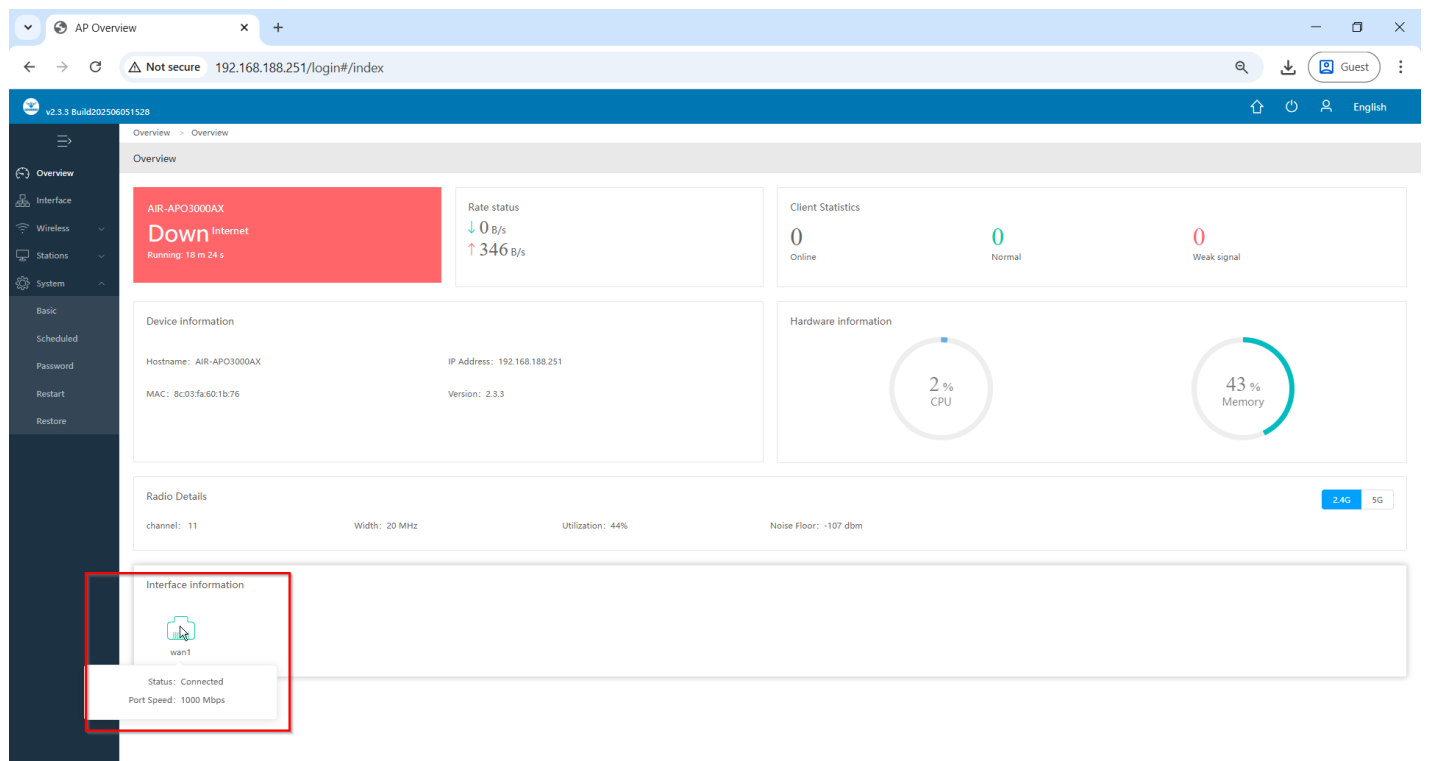 AP Overview
Not secure 192.168.188.251/login#/index Guest
v2.3.3 Build202506051528 English
Overview
Interface
Wireless
Stations
System
Basic
Scheduled
Password
Restart
Restore
Overview > Overview
Overview
AIR-APO3000AX
Down Internet
Running: 18 m 24 s
Rate status
↓ 0 B/s
↑ 346 B/s
Client Statistics
0 0 0
Online Normal Weak signal
Device information
Hostname: AIR-APO3000AX IP Address: 192.168.188.251
MAC: 8c:03:fa:60:1b:76 Version: 2.3.3
Hardware information
2 %
CPU
43 %
Memory
Radio Details 2.4G 5G
channel: 11 Width: 20 MHz Utilization: 44% Noise Floor: -107 dbm
Interface information
wan1
Status: Connected
Port Speed: 1000 Mbps